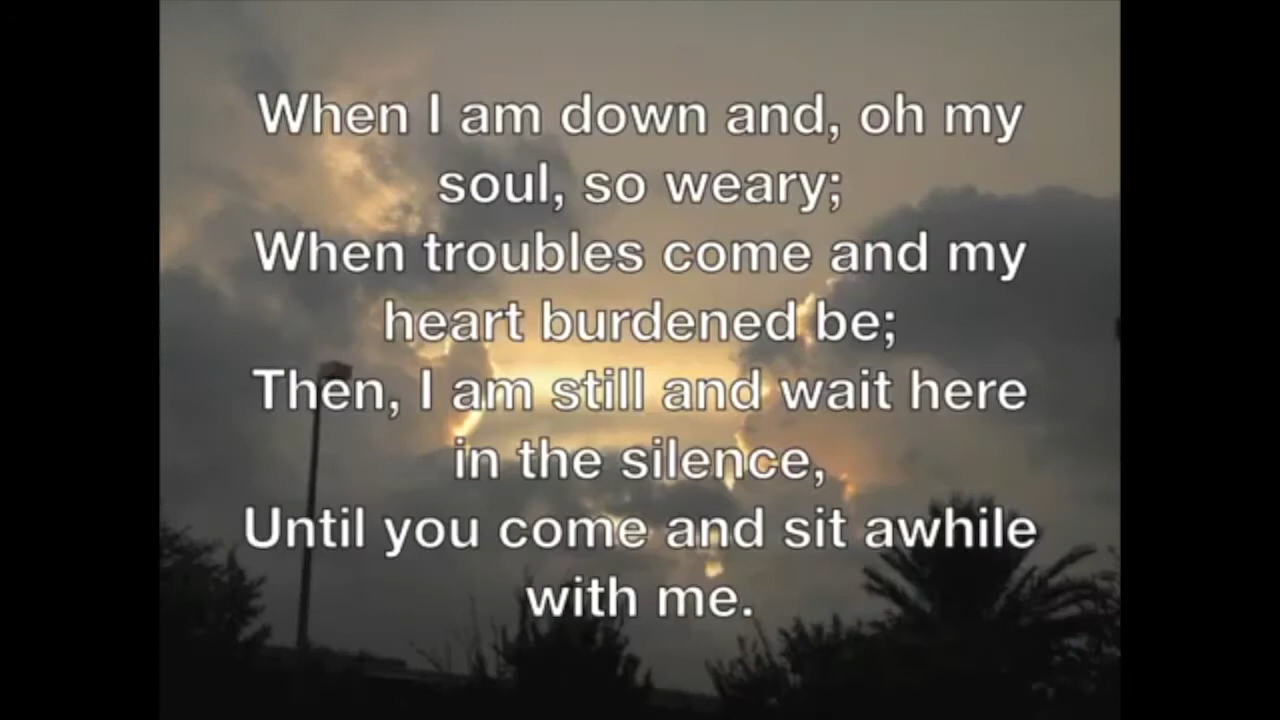 When I am down and, oh my
soul, so weary;
When troubles come and my
heart burdened be;
Then, I am still and wait here
in the silence,
Until you come and sit awhile
with me.